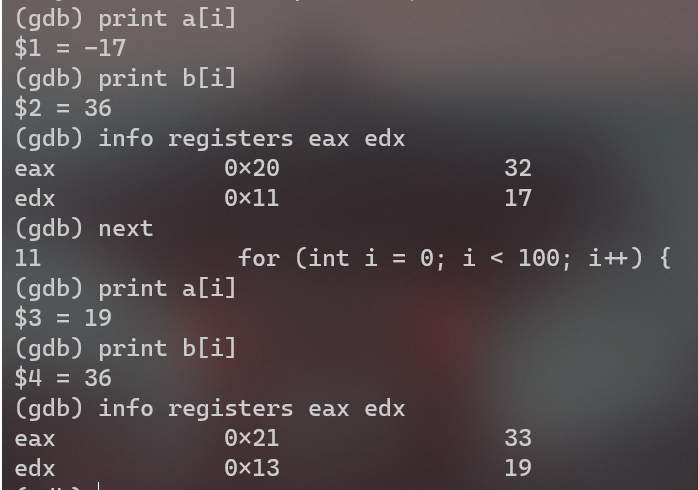 (gdb) print a[i]
$1 = -17
(gdb) print b[i]
$2 = 36
(gdb) info registers eax edx
eax            0x20                32
edx            0x11                17
(gdb) next
11              for (int i = 0; i < 100; i++) {
(gdb) print a[i]
$3 = 19
(gdb) print b[i]
$4 = 36
(gdb) info registers eax edx
eax            0x21                33
edx            0x13                19